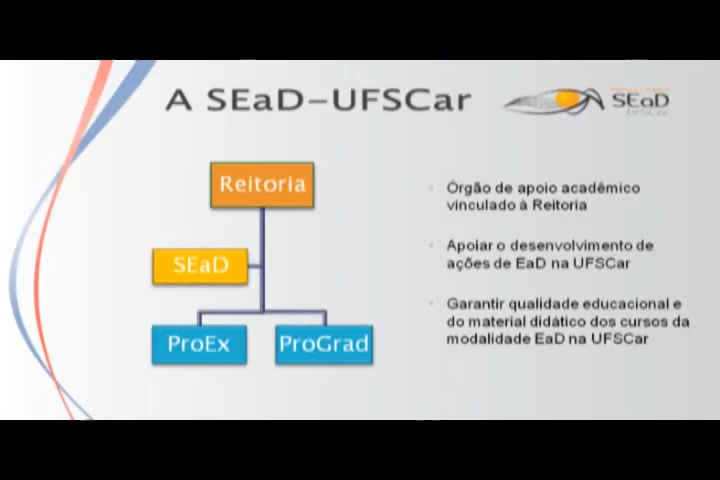 A SEaD-UFSCar
SEaD
UFSCar
Reitoria
SEaD
ProEx
ProGrad
Órgão de apoio acadêmico
vinculado à Reitoria
Apoiar o desenvolvimento de
ações de EaD na UFSCar
Garantir qualidade educacional e
do material didático dos cursos da
modalidade EaD na UFSCar